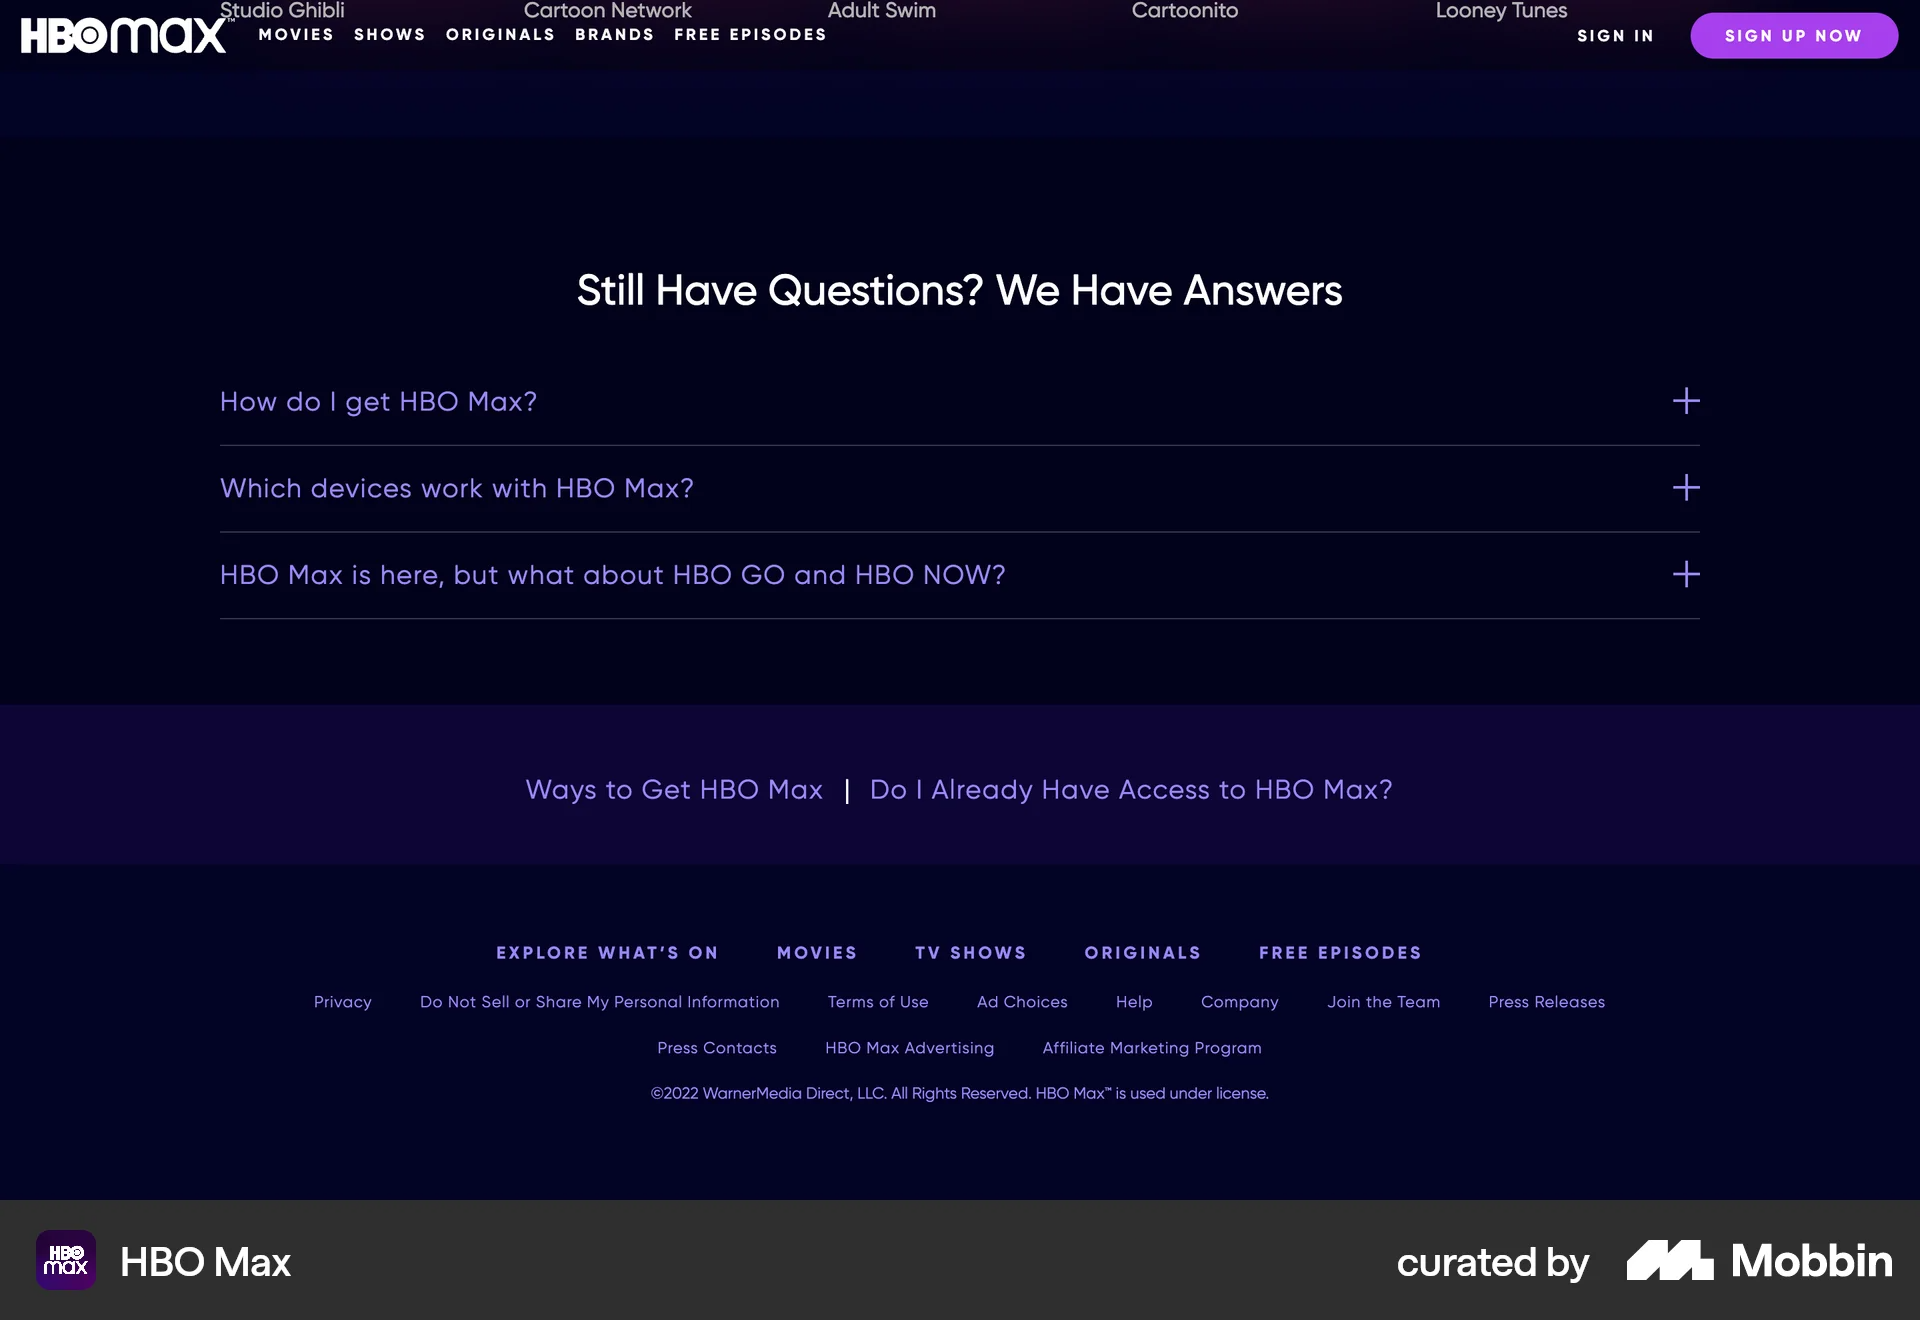 Studio Ghibli Cartoon Network Adult Swim Cartoonito Looney Tunes
HBOmax™ MOVIES SHOWS ORIGINALS BRANDS FREE EPISODES SIGN IN SIGN UP NOW
Still Have Questions? We Have Answers
How do I get HBO Max?
Which devices work with HBO Max?
HBO Max is here, but what about HBO GO and HBO NOW?
Ways to Get HBO Max | Do I Already Have Access to HBO Max?
EXPLORE WHAT’S ON MOVIES TV SHOWS ORIGINALS FREE EPISODES
Privacy Do Not Sell or Share My Personal Information Terms of Use Ad Choices Help Company Join the Team Press Releases
Press Contacts HBO Max Advertising Affiliate Marketing Program
©2022 WarnerMedia Direct, LLC. All Rights Reserved. HBO Max™ is used under license.
HBO
max
HBO Max
curated by Mobbin